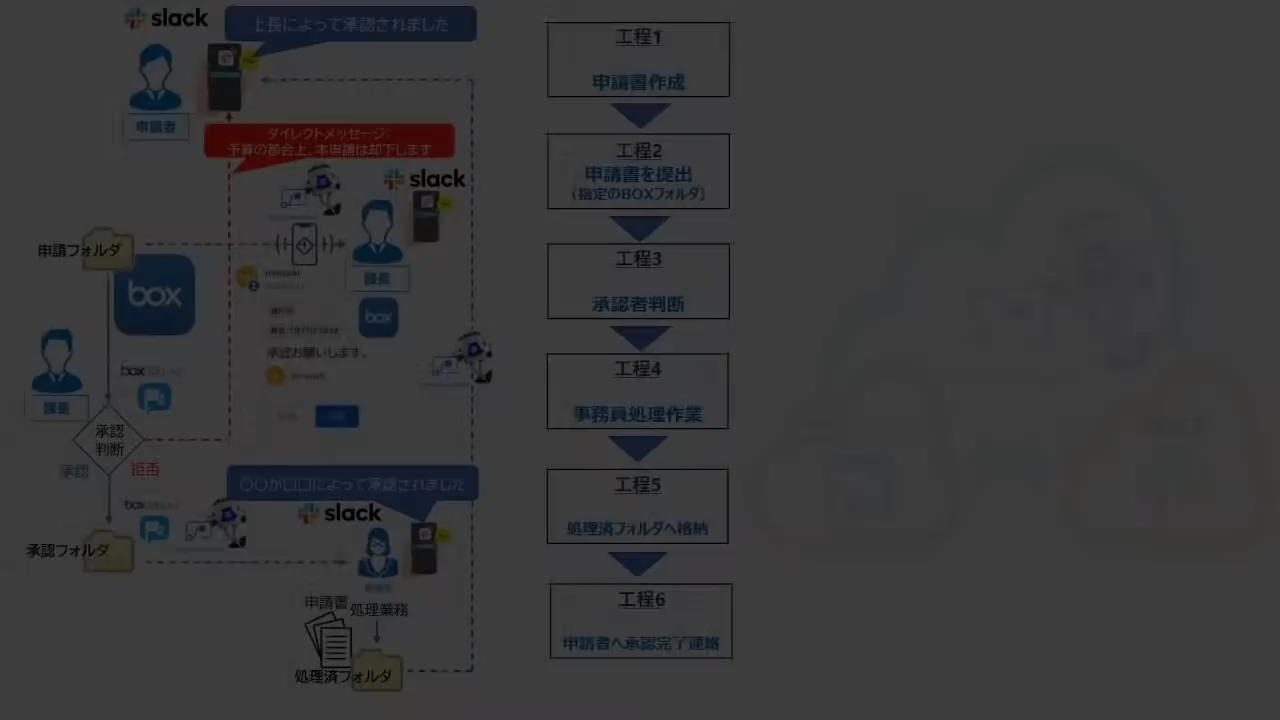 slack
上長によって承認されました
申請者
ダイレクトメッセージ:
予算の都合上、本申請は却下します
slack
申請フォルダ
課長
box
box
承認お願いします。
box
課長
承認
判断
承認
拒否
〇〇が口口によって承認されました
box
slack
承認フォルダ
申請書
処理業務
処理済フォルダ
工程1
申請書作成
工程2
申請書を提出
(指定のBOXフォルダ)
工程3
承認者判断
工程4
事務員処理作業
工程5
処理済フォルダへ格納
工程6
申請者へ承認完了連絡